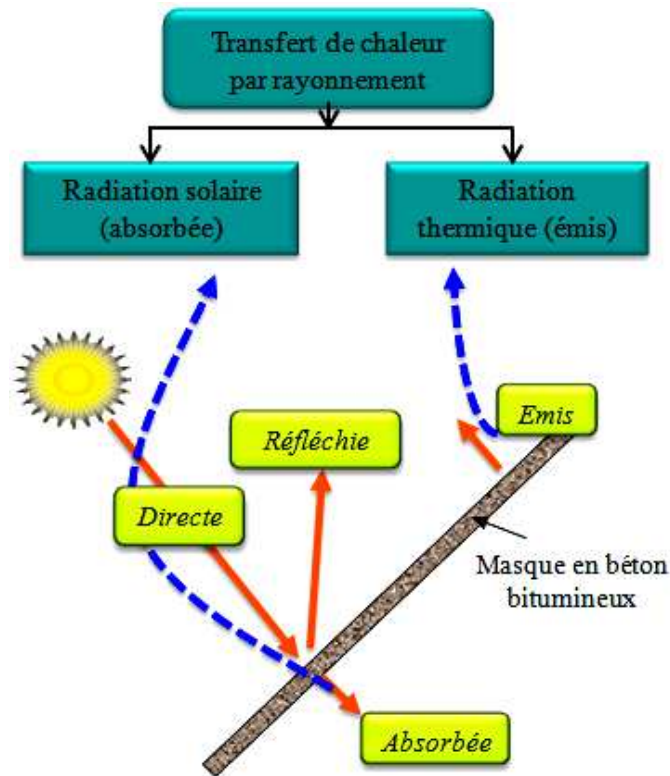 Transfert de chaleur
par rayonnement
Radiation solaire
(absorbée)
Radiation
thermique (émis)
Emis
Réfléchie
Directe
Masque en béton
bitumineux
Absorbée